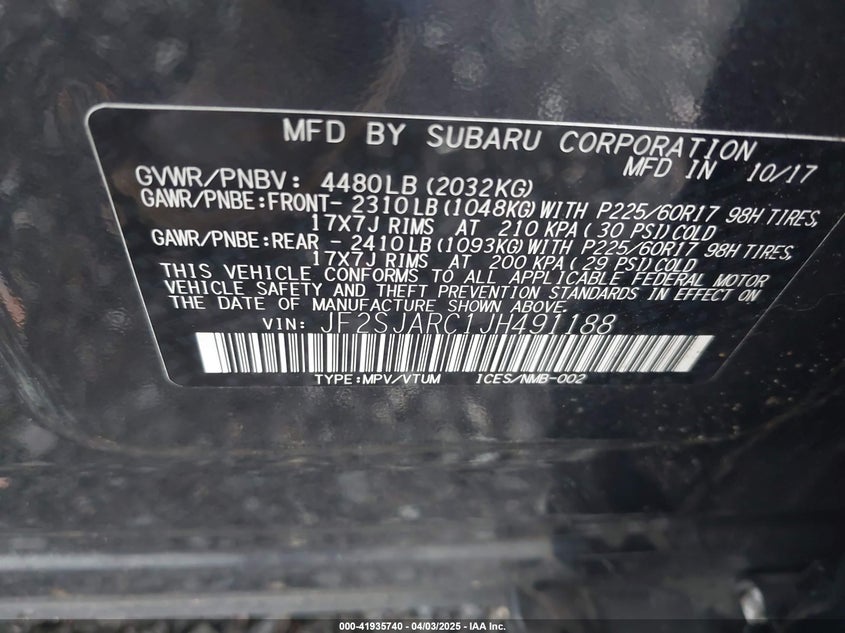 MFD BY SUBARU CORPORATION
MFD IN 10/17
GVWR/PNBV: 4480LB(2032KG)
GAWR/PNBE:FRONT- 2310LB(1048KG)WITH P225/60R17 98H TIRES,
17X7J RIMS AT 210 KPA( 30 PSI)COLD
GAWR/PNBE:REAR - 2410LB(1093KG)WITH P225/60R17 98H TIRES,
17X7J RIMS AT 200 KPA( 29 PSI)COLD
THIS VEHICLE CONFORMS TO ALL APPLICABLE FEDERAL MOTOR
VEHICLE SAFETY AND THEFT PREVENTION STANDARDS IN EFFECT ON
THE DATE OF MANUFACTURE SHOWN ABOVE.
VIN: JF2SJARC1JH491188
TYPE:MPV/VTUM ICES/NMB-002
000-41935740 - 04/03/2025 - IAA Inc.